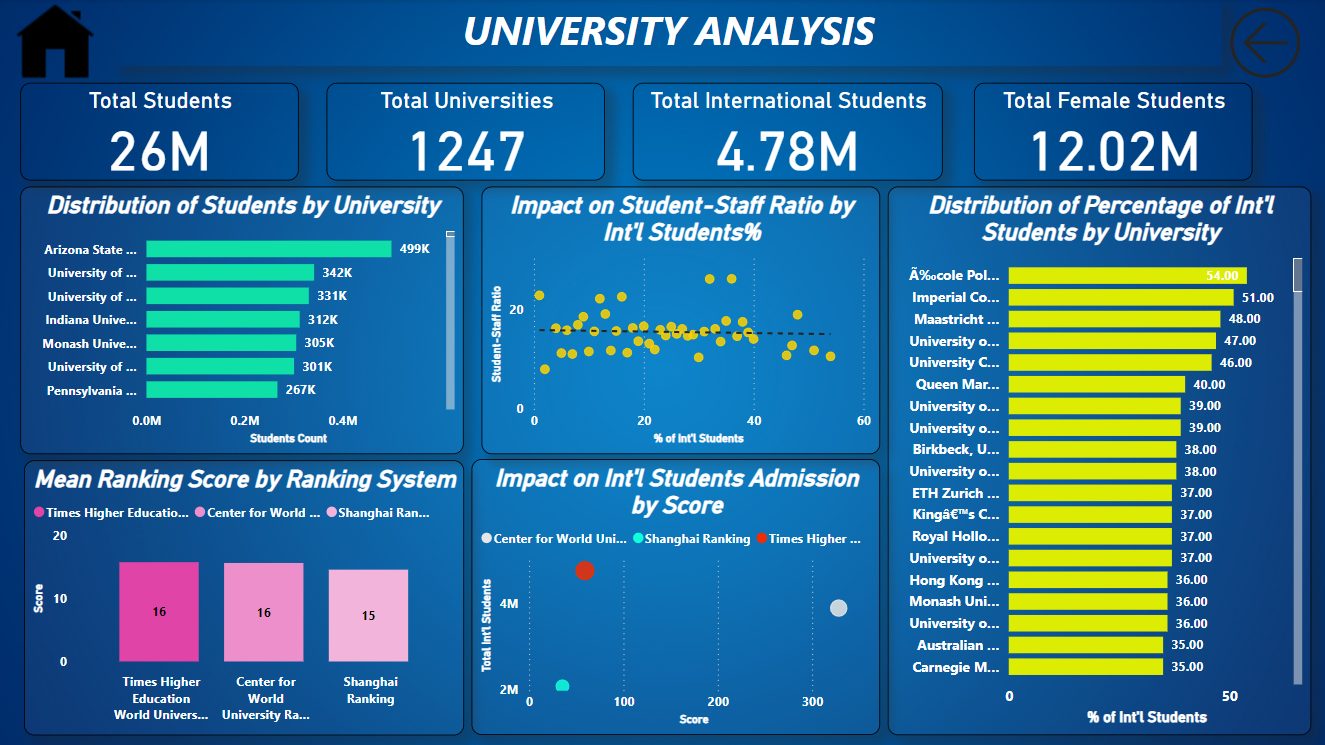 UNIVERSITY ANALYSIS
Total Students
26M
Total Universities
1247
Total International Students
4.78M
Total Female Students
12.02M
Distribution of Students by University
Arizona State ...
499K
University of ...
342K
University of ...
331K
Indiana Unive...
312K
Monash Unive...
305K
University of ...
301K
Pennsylvania ...
267K
0.0M
0.2M
0.4M
Students Count
Impact on Student-Staff Ratio by
Int'l Students%
Student-Staff Ratio
20
0
0
20
40
60
% of Int'l Students
Distribution of Percentage of Int'l
Students by University
Ã‰cole Pol...
54.00
Imperial Co...
51.00
Maastricht ...
48.00
University o...
47.00
University C...
46.00
Queen Mar...
40.00
University o...
39.00
University o...
39.00
Birkbeck, U...
38.00
University o...
38.00
ETH Zurich ...
37.00
Kingâ€™s C...
37.00
Royal Hollo...
37.00
University o...
37.00
Hong Kong ...
36.00
Monash Uni...
36.00
University o...
36.00
Australian ...
35.00
Carnegie M...
35.00
0
50
% of Int'l Students
Mean Ranking Score by Ranking System
Times Higher Educatio...
Center for World ...
Shanghai Ran...
Score
20
10
0
16
16
15
Times Higher
Education
World Univers...
Center for
World
University Ra...
Shanghai
Ranking
Impact on Int'l Students Admission
by Score
Center for World Uni...
Shanghai Ranking
Times Higher ...
Total Int'l Students
4M
2M
0
100
200
300
Score